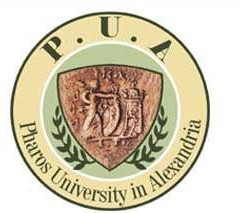 P . U . A
Pharos University in Alexandria